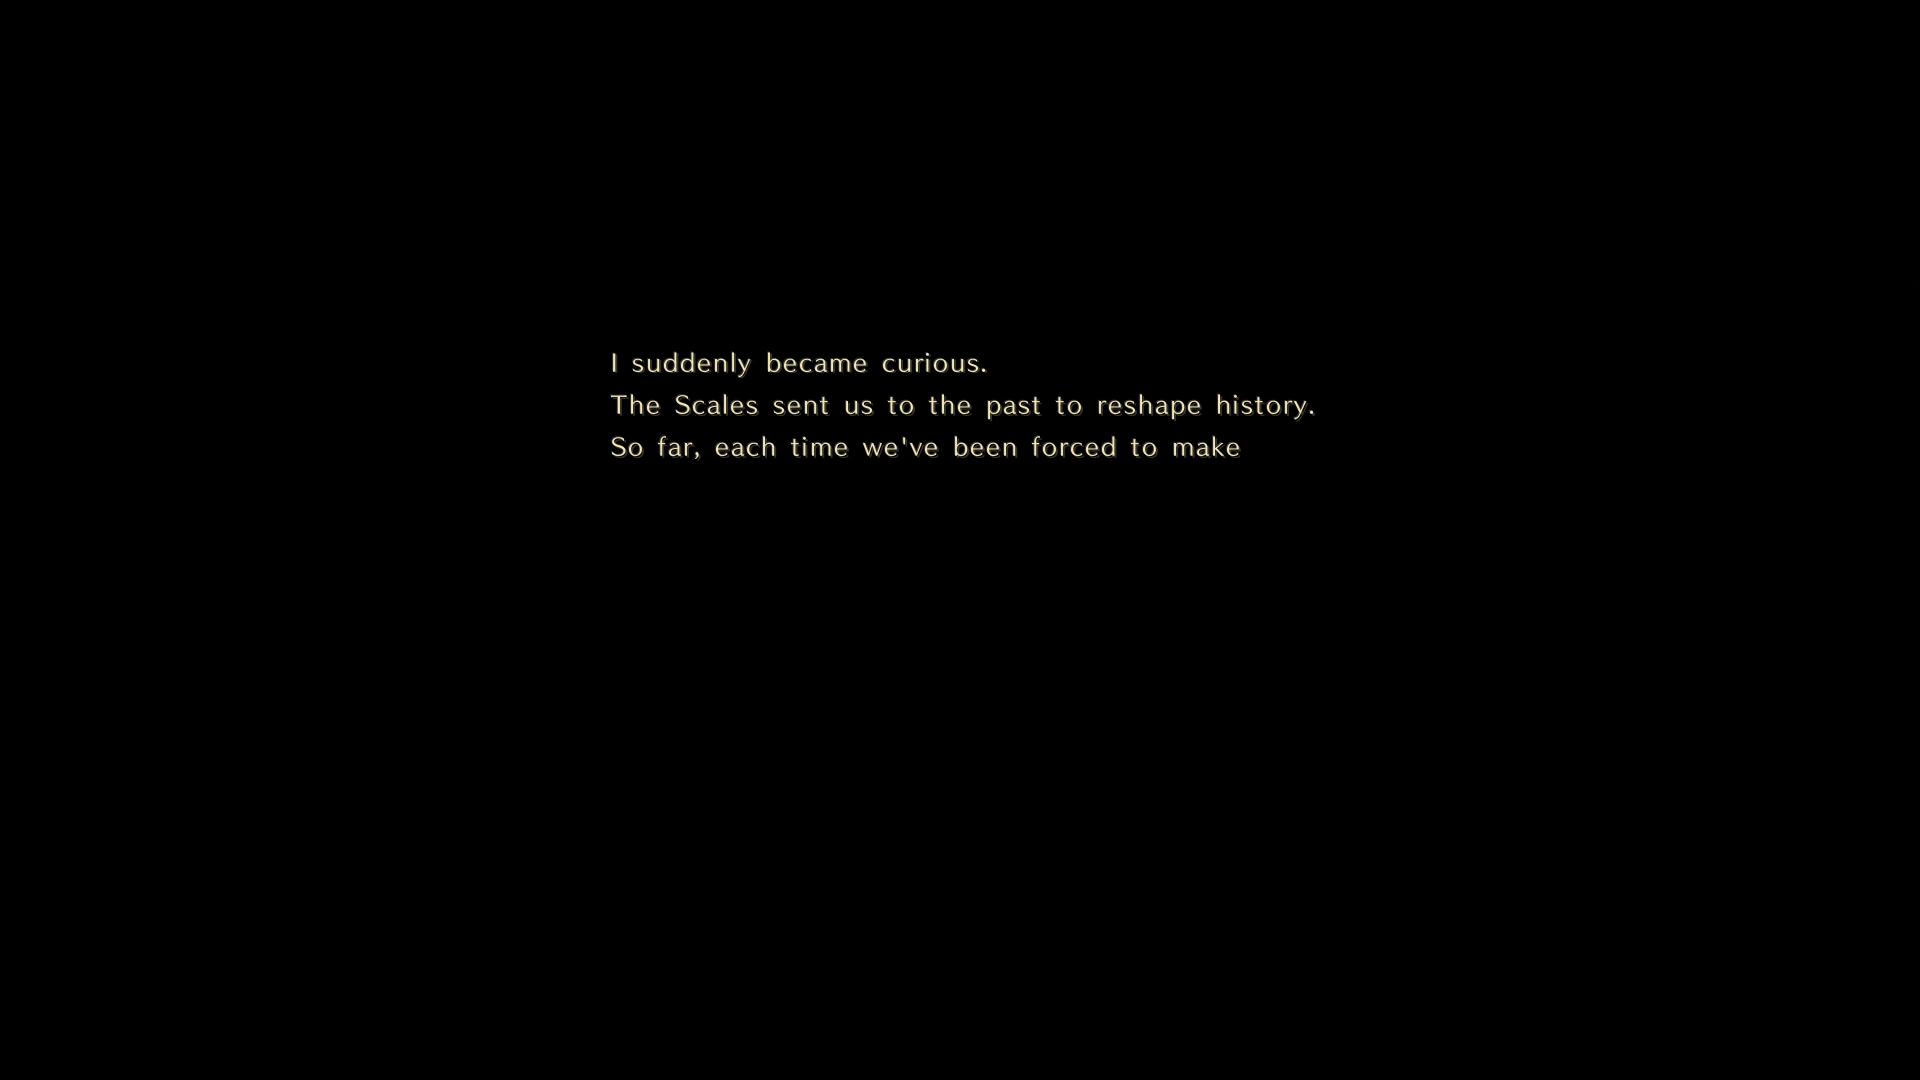 I suddenly became curious.
The Scales sent us to the past to reshape history.
So far, each time we've been forced to make